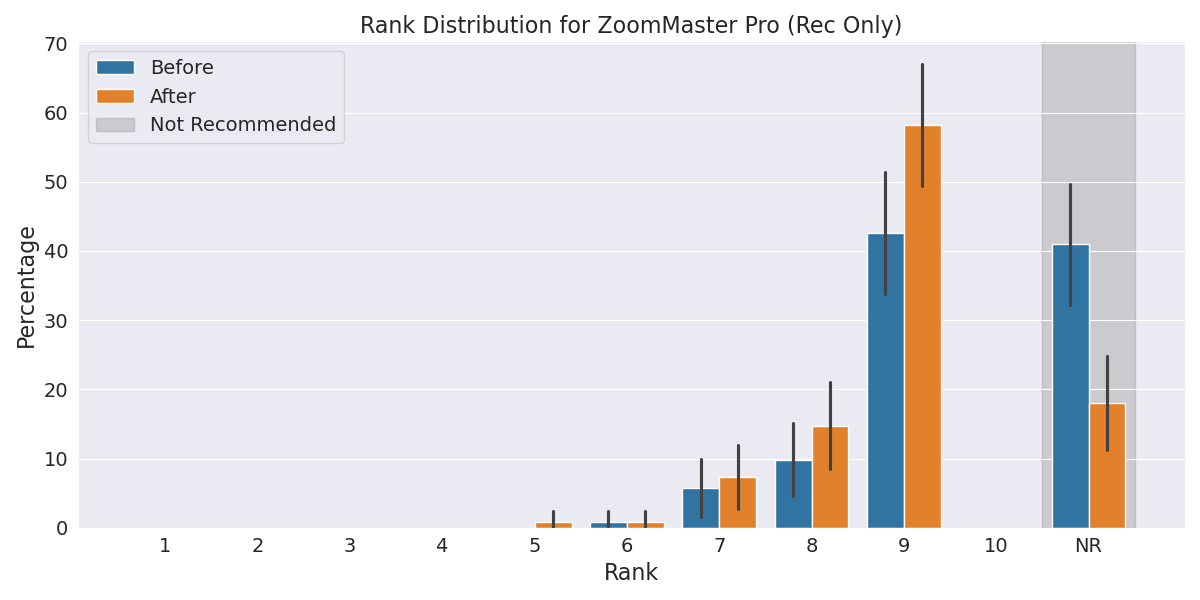 Rank Distribution for ZoomMaster Pro (Rec Only)
Before
After
Not Recommended
Percentage
70
60
50
40
30
20
10
0
1 2 3 4 5 6 7 8 9 10 NR
Rank